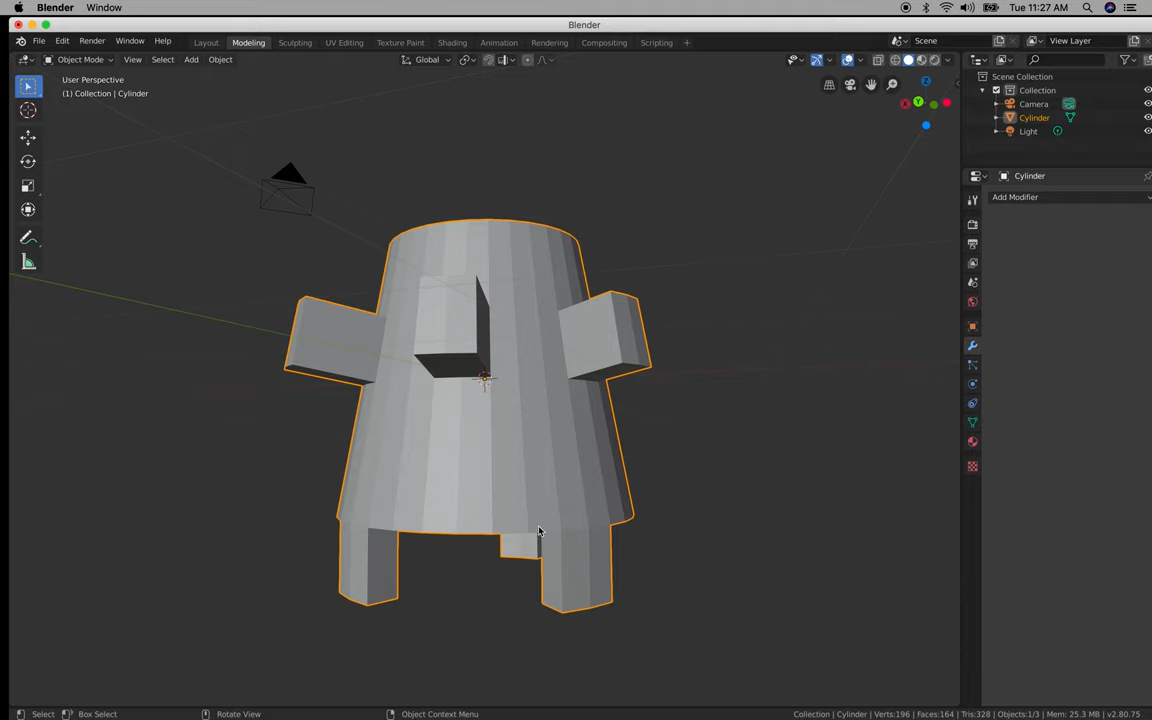 Blender Window Tue 11:27 AM
Blender
File Edit Render Window Help Layout Modeling Sculpting UV Editing Texture Paint Shading Animation Rendering Compositing Scripting + Scene View Layer
Object Mode View Select Add Object Global
User Perspective
(1) Collection | Cylinder
Z
X Y
Scene Collection
Collection
Camera
Cylinder
Light
Cylinder
Add Modifier
Select Box Select Rotate View Object Context Menu Collection | Cylinder | Verts:196 | Faces:164 | Tris:328 | Objects:1/3 | Mem: 25.3 MB | v2.80.75